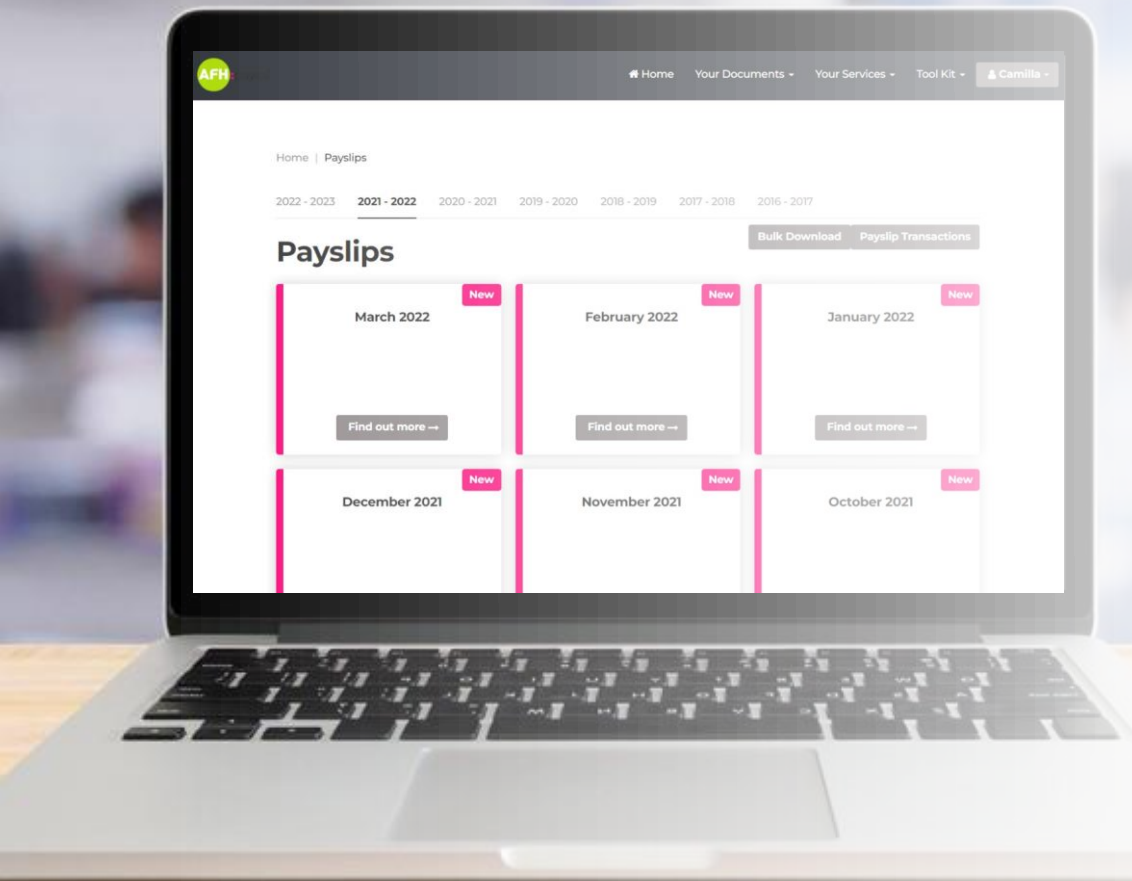 AFH
Home Your Documents Your Services Tool Kit Camilla
Home | Payslips
2022 - 2023 2021 - 2022 2020 - 2021 2019 - 2020 2018 - 2019 2017 - 2018 2016 - 2017
Bulk Download Payslip Transactions
Payslips
New New New
March 2022 February 2022 January 2022
Find out more → Find out more → Find out more →
New New New
December 2021 November 2021 October 2021